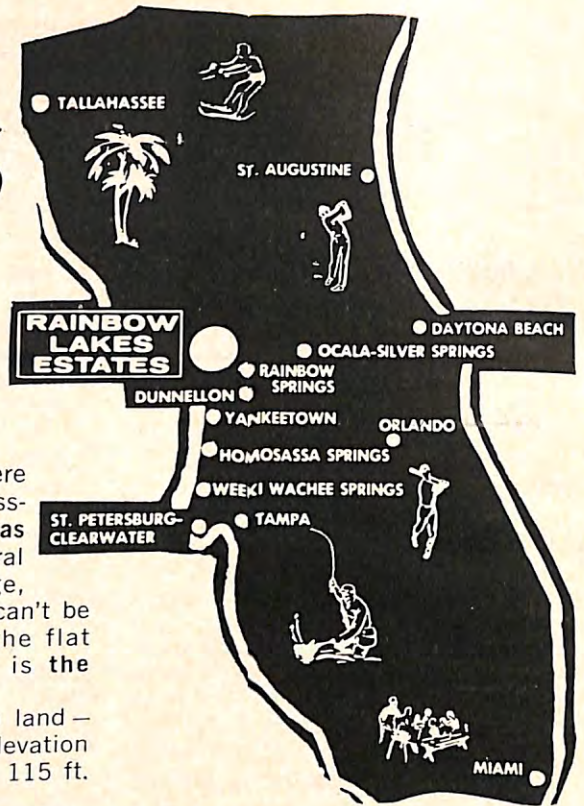 TALLAHASSEE
ST. AUGUSTINE
RAINBOW
LAKES
ESTATES
DAYTONA BEACH
OCALA-SILVER SPRINGS
RAINBOW
SPRINGS
DUNNELLON
YANKEETOWN
ORLANDO
HOMOSASSA SPRINGS
WEEKI WACHEE SPRINGS
ST. PETERSBURG-
CLEARWATER
TAMPA
MIAMI
ere
ss-
as
ral
ge,
can't be
he flat
is the
land —
levation
115 ft.